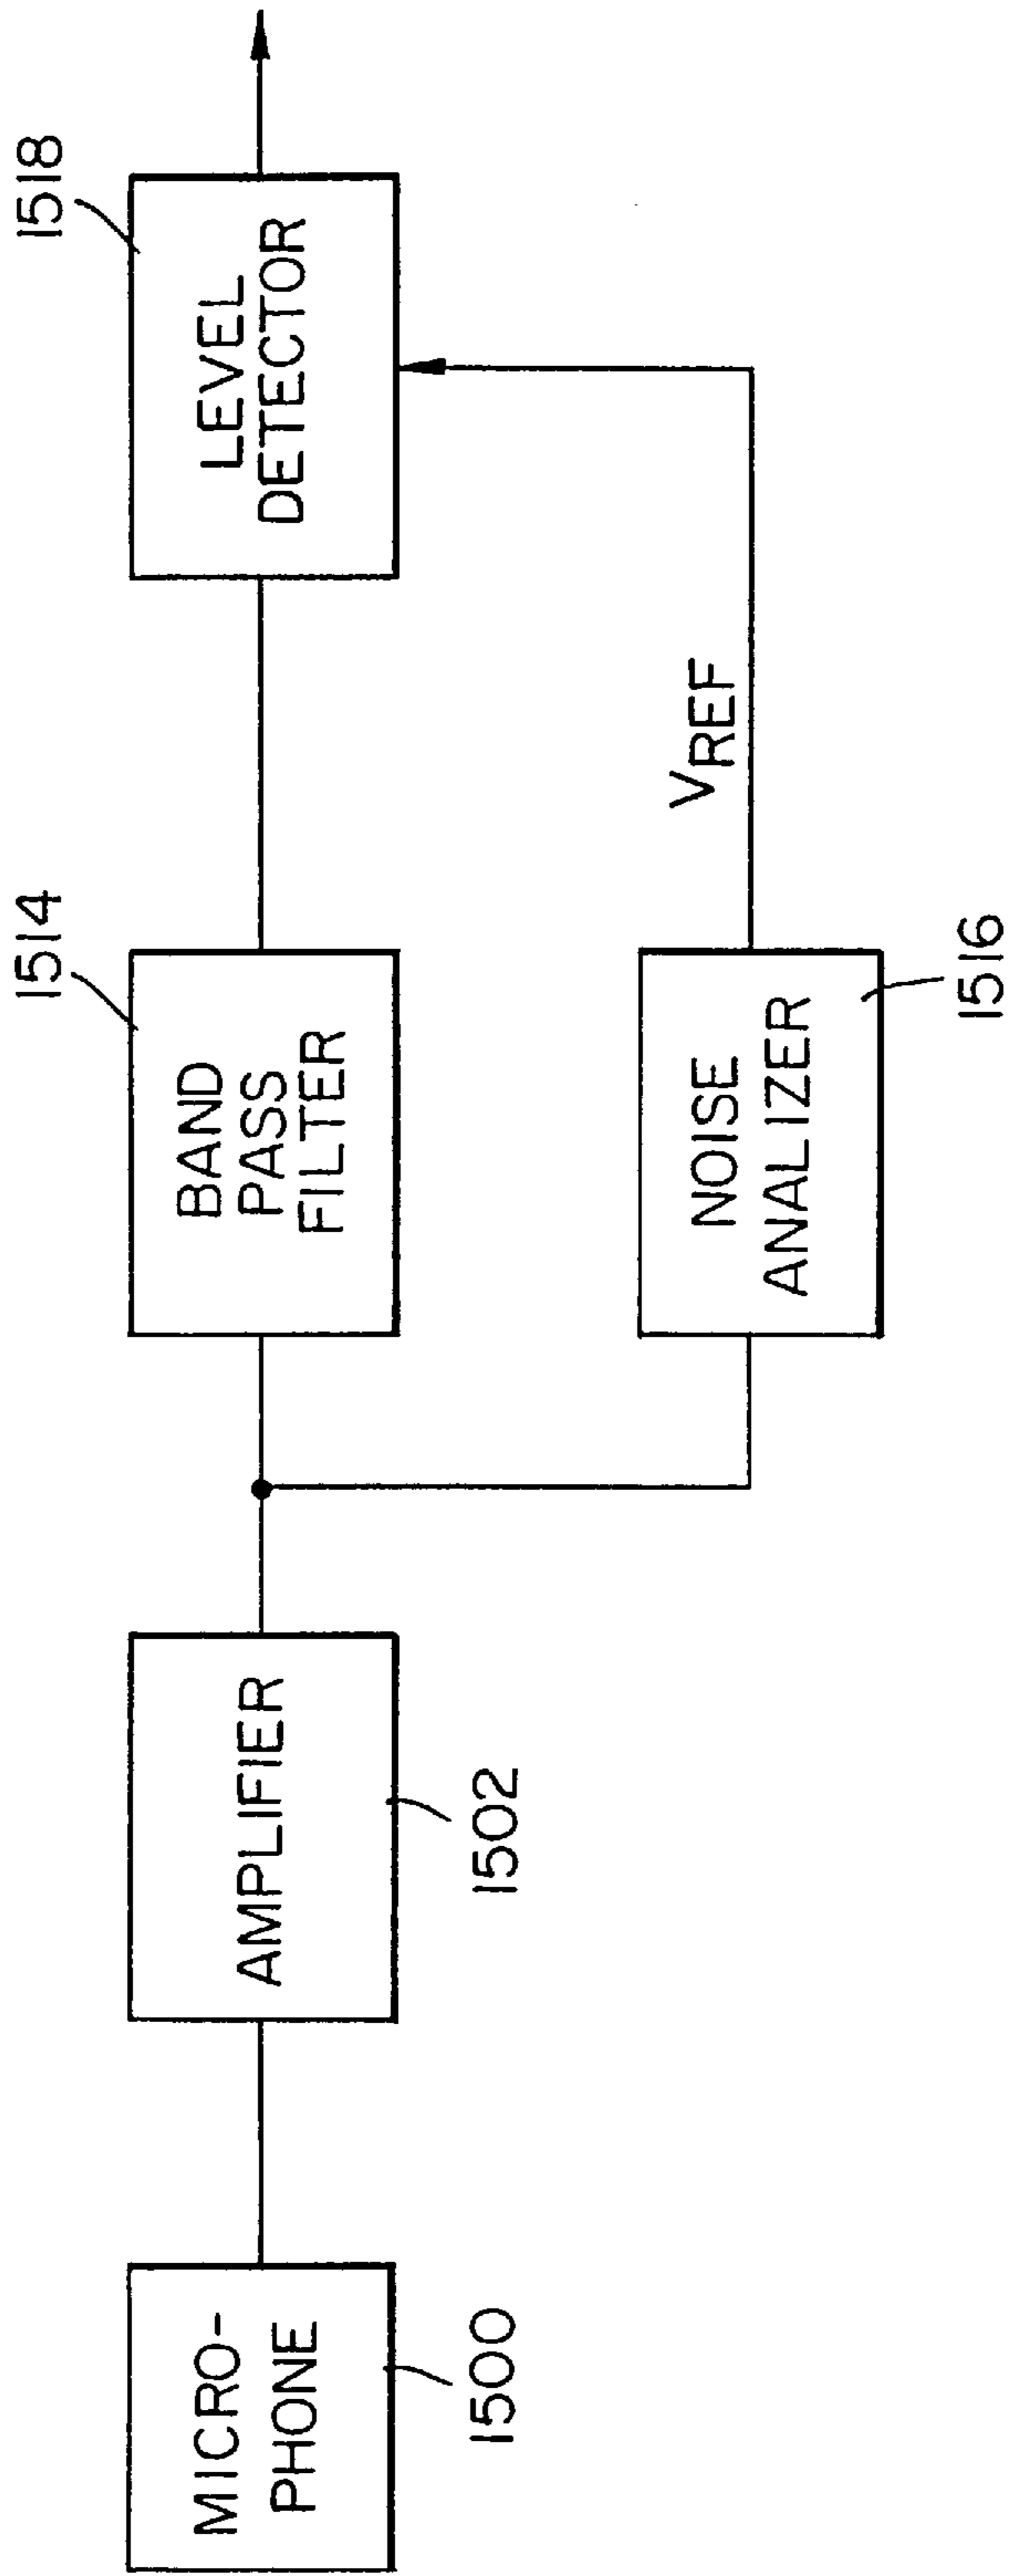 MICRO-
PHONE
1500
AMPLIFIER
1502
BAND
PASS
FILTER
1514
NOISE
ANALIZER
1516
VREF
LEVEL
DETECTOR
1518